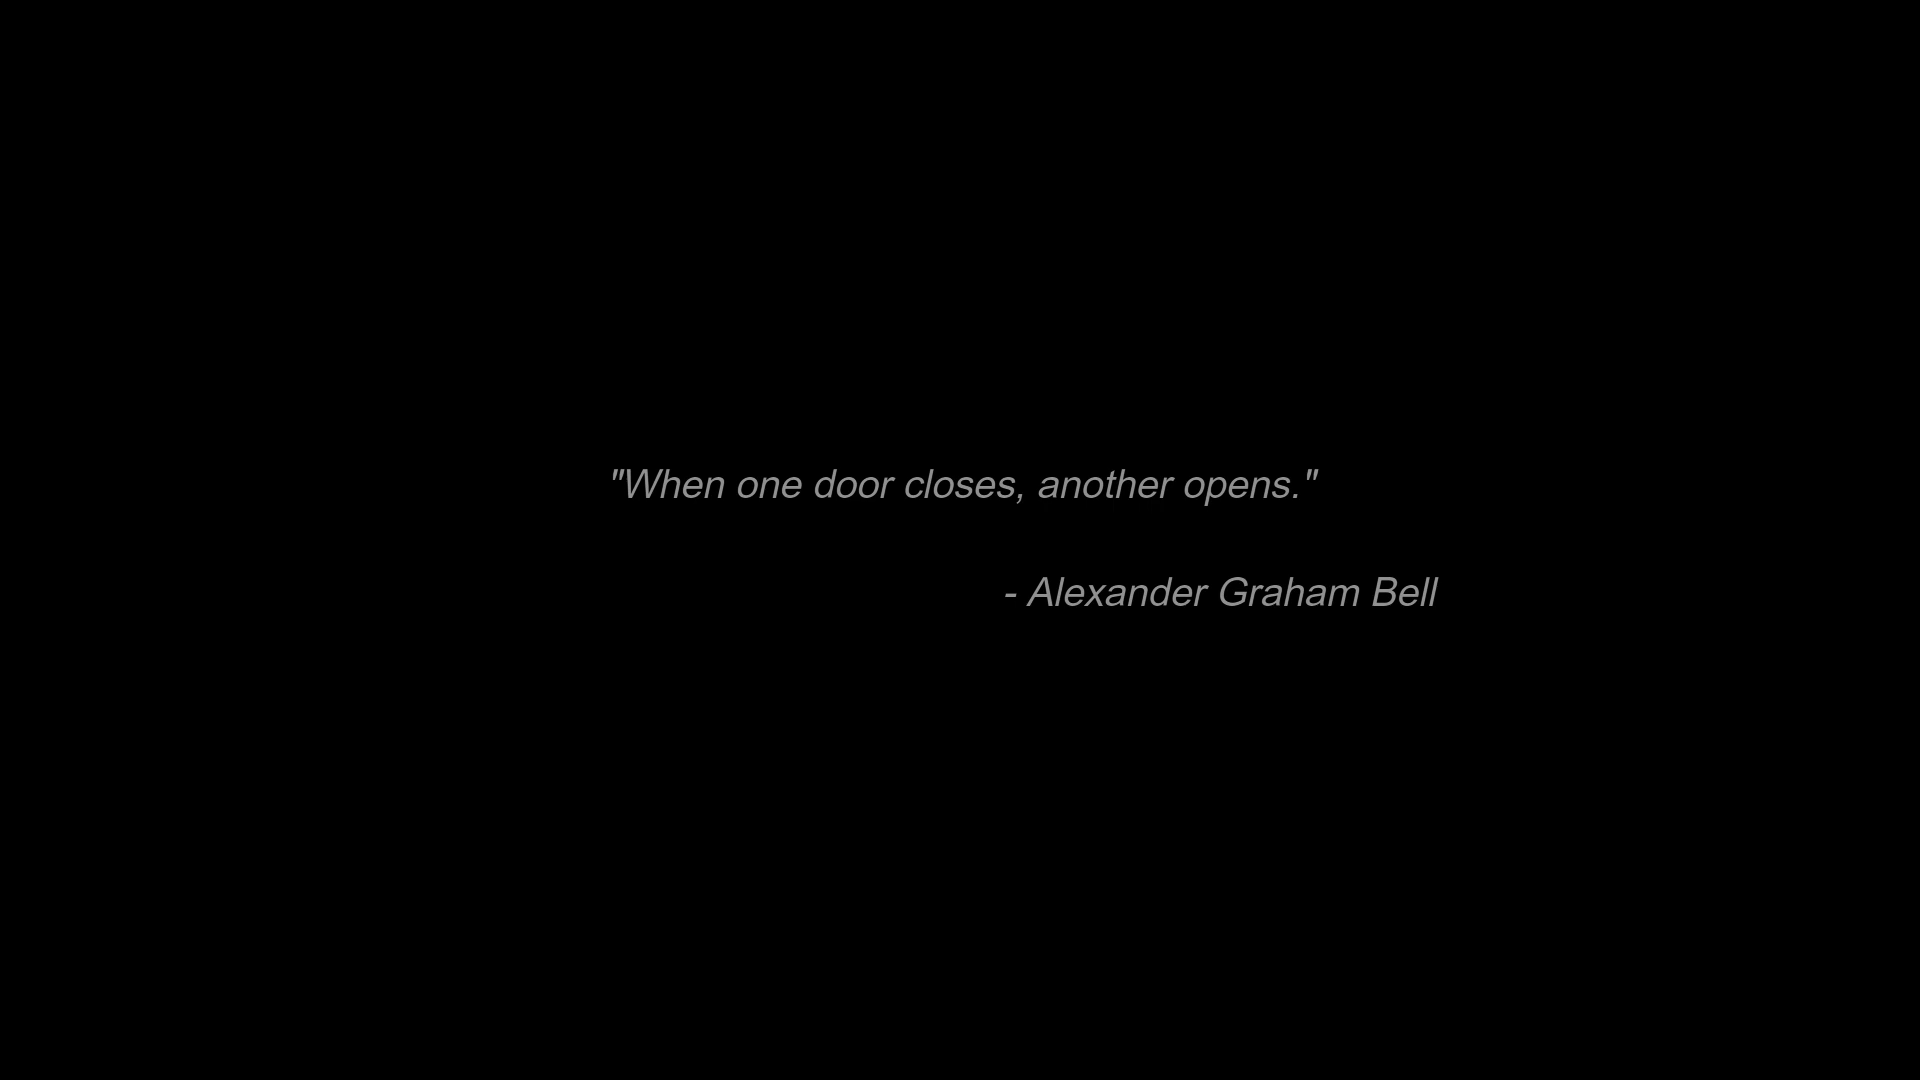 "When one door closes, another opens."
- Alexander Graham Bell